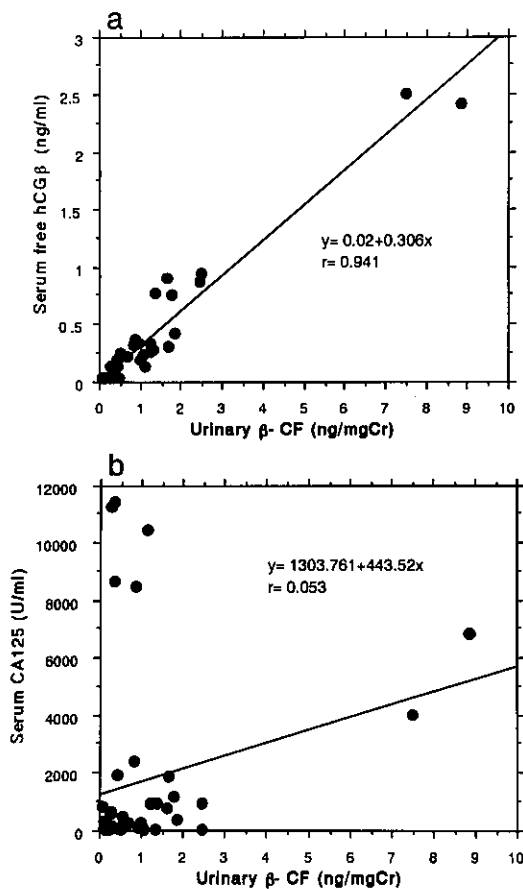 a
3
2.5
2
1.5
1
0.5
0
Serum free hCGβ (ng/ml)
y= 0.02+0.306x
r= 0.941
0 1 2 3 4 5 6 7 8 9 10
Urinary β- CF (ng/mgCr)
b
12000
10000
8000
6000
4000
2000
0
Serum CA125 (U/ml)
y= 1303.761+443.52x
r= 0.053
0 1 2 3 4 5 6 7 8 9 10
Urinary β- CF (ng/mgCr)